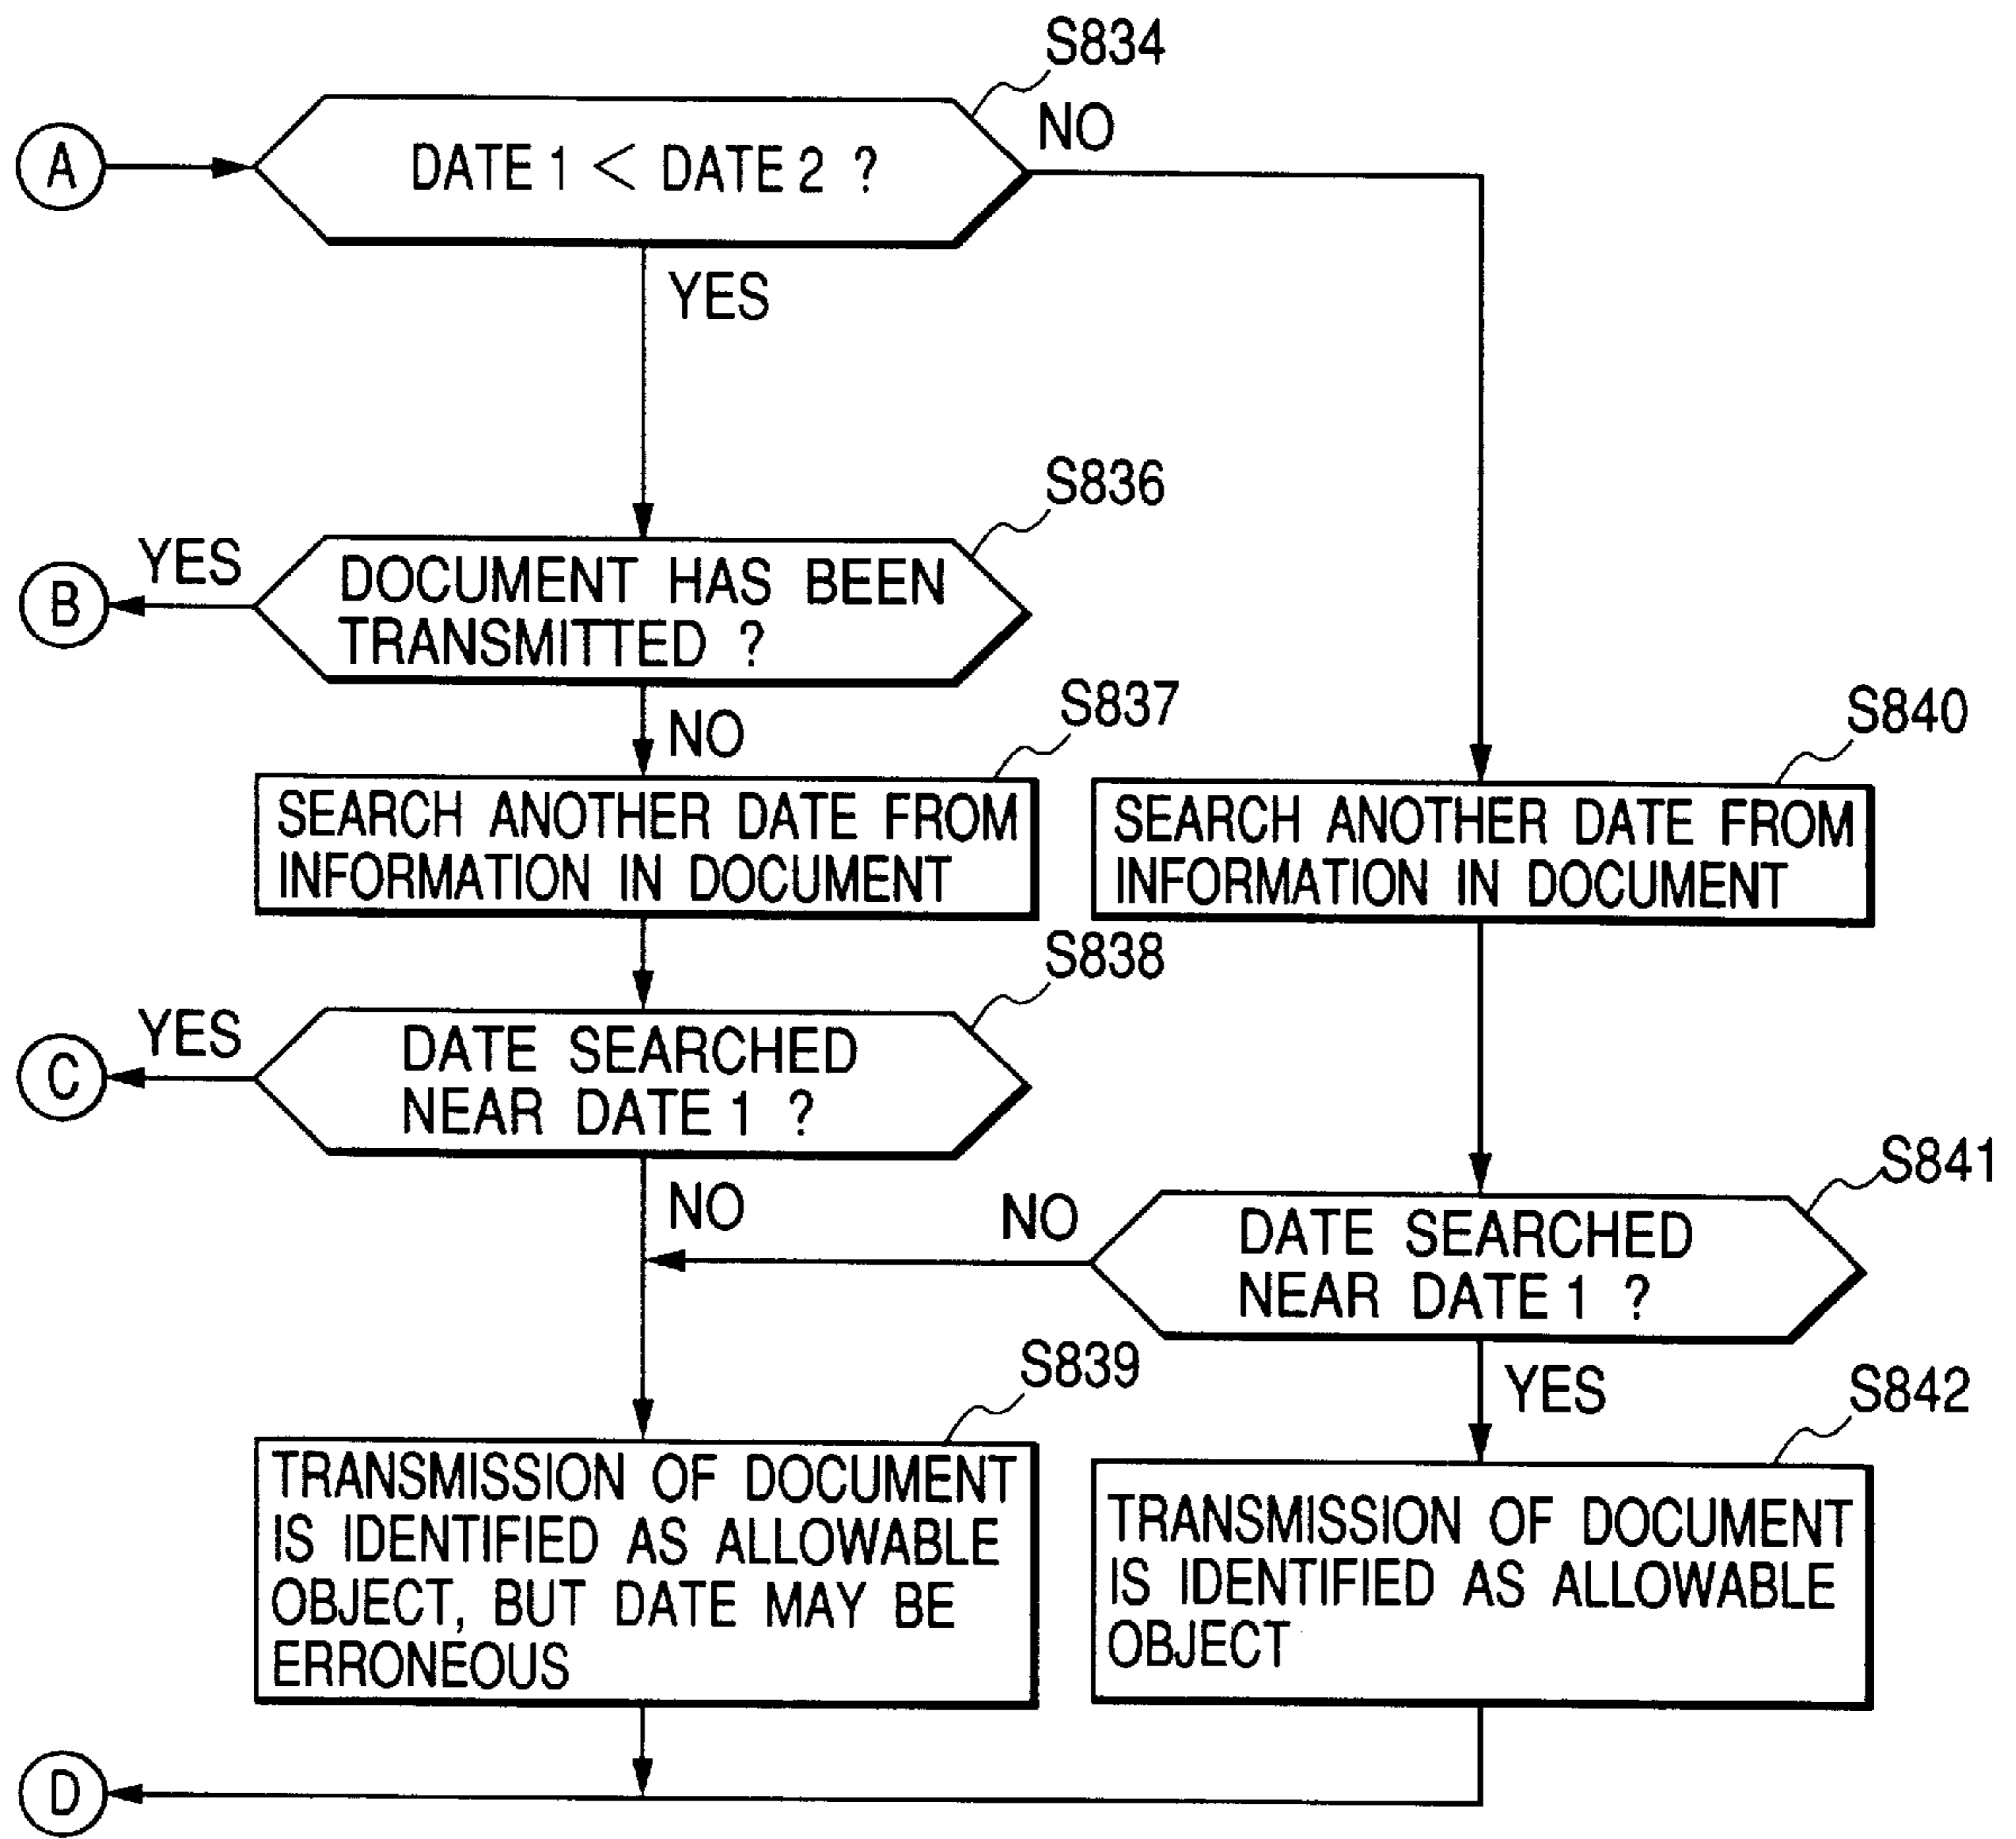 S834
A
DATE 1 < DATE 2 ?
NO
YES
S836
YES
B
DOCUMENT HAS BEEN
TRANSMITTED ?
NO
S837
S840
SEARCH ANOTHER DATE FROM
INFORMATION IN DOCUMENT
SEARCH ANOTHER DATE FROM
INFORMATION IN DOCUMENT
S838
YES
C
DATE SEARCHED
NEAR DATE 1 ?
NO
S841
NO
DATE SEARCHED
NEAR DATE 1 ?
YES
S839
S842
TRANSMISSION OF DOCUMENT
IS IDENTIFIED AS ALLOWABLE
OBJECT, BUT DATE MAY BE
ERRONEOUS
TRANSMISSION OF DOCUMENT
IS IDENTIFIED AS ALLOWABLE
OBJECT
D